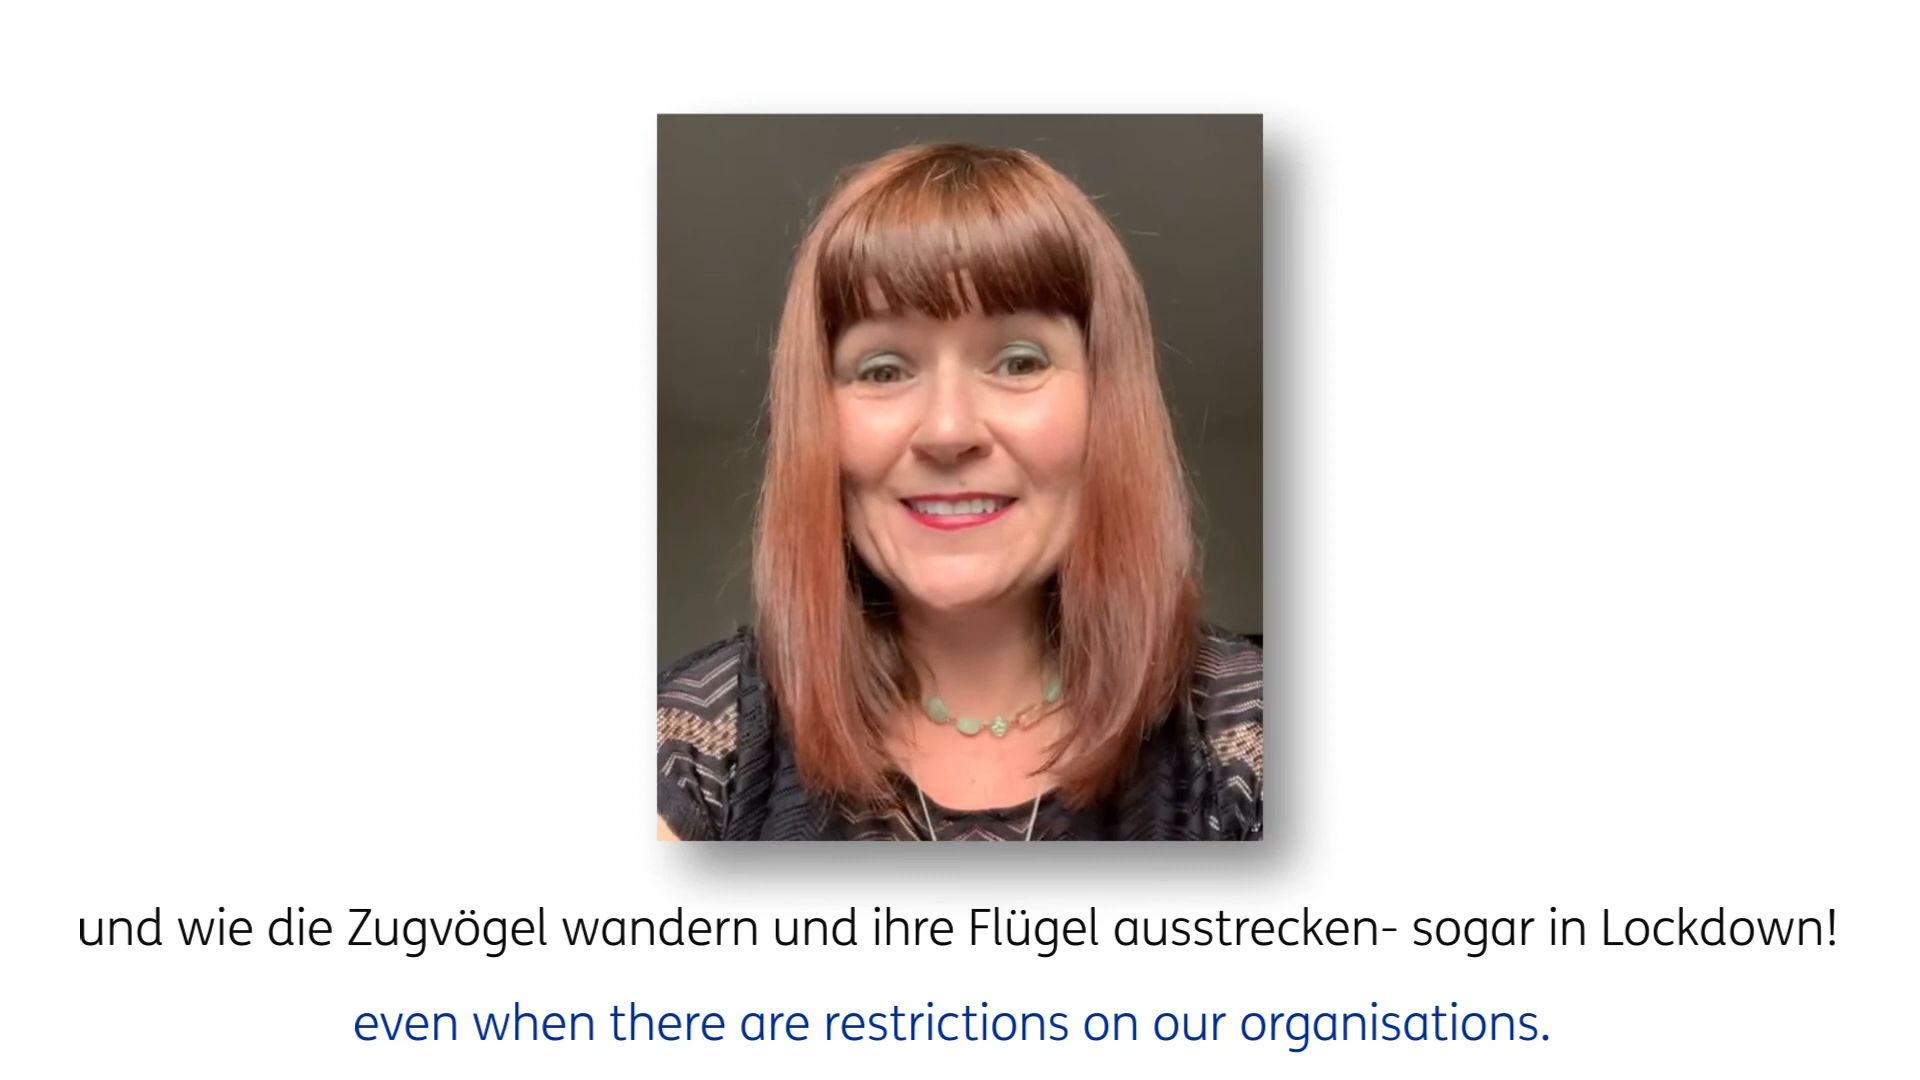 und wie die Zugvögel wandern und ihre Flügel ausstrecken- sogar in Lockdown!
even when there are restrictions on our organisations.